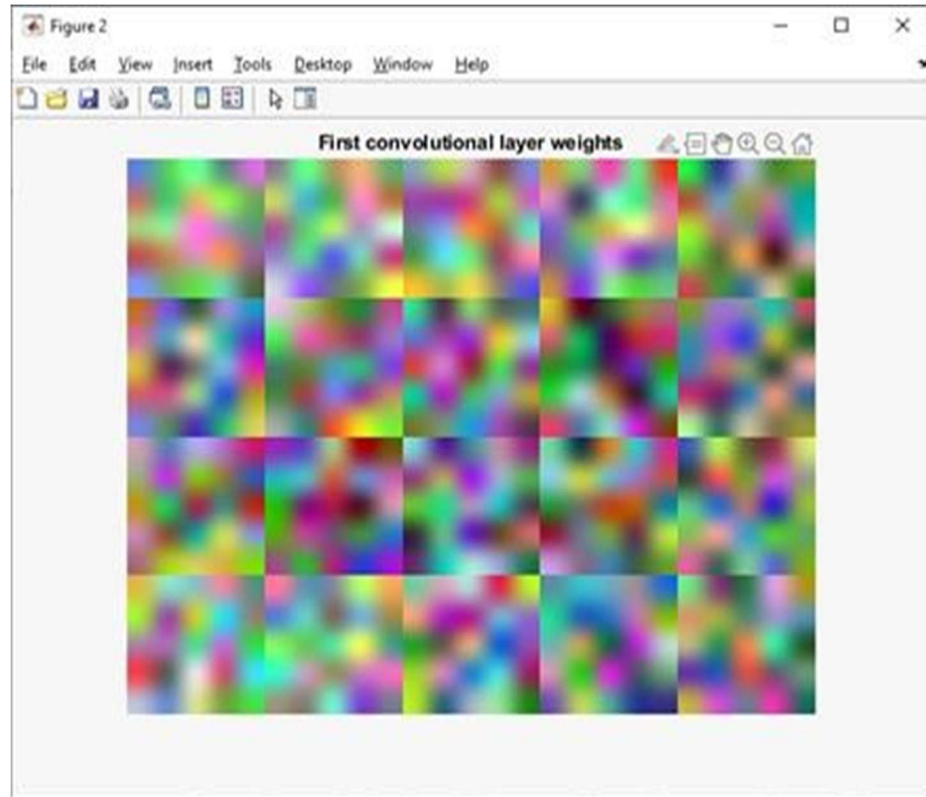 Figure 2
File Edit View Insert Tools Desktop Window Help
First convolutional layer weights